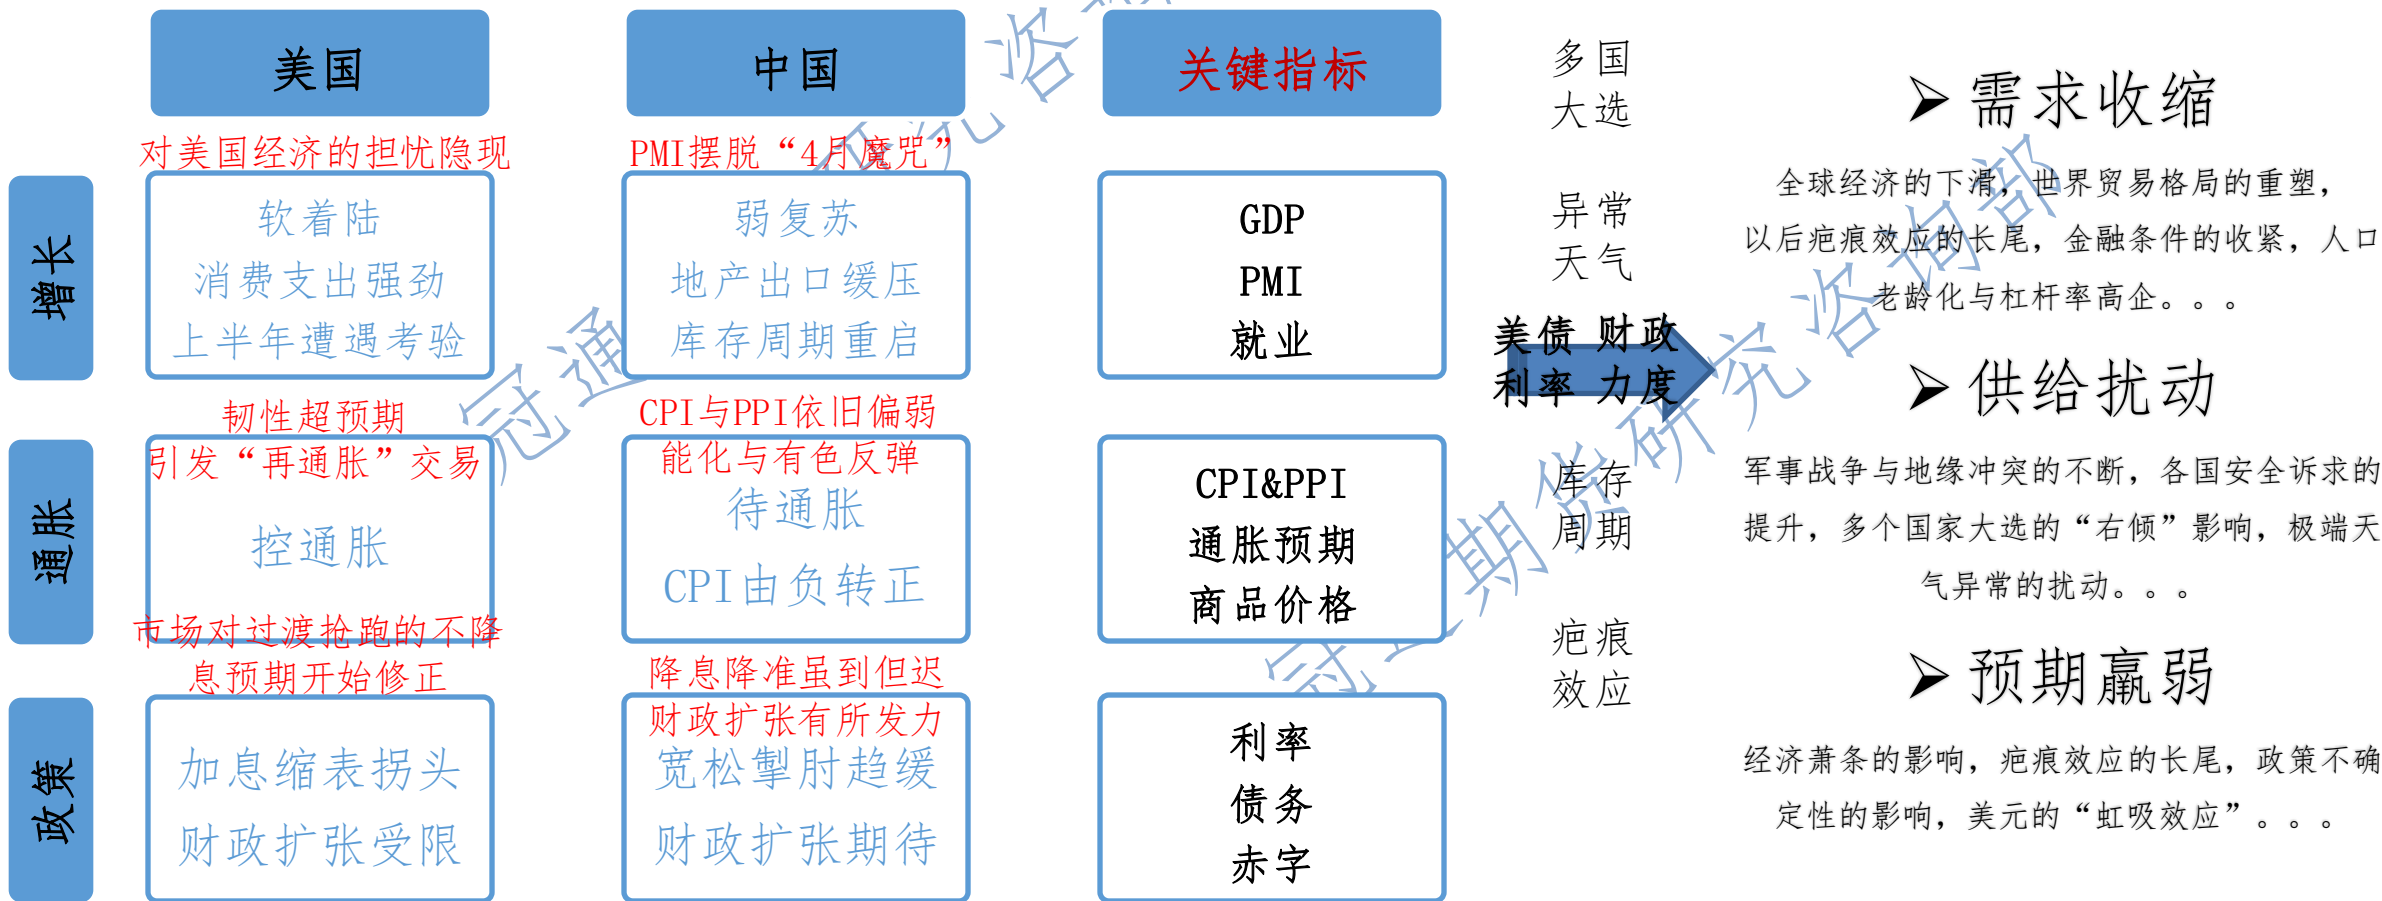 美国
中国
关键指标
对美国经济的担忧隐现
PMI摆脱“4月魔咒”
增长
软着陆
消费支出强劲
上半年遭遇考验
弱复苏
地产出口缓压
库存周期重启
GDP
PMI
就业
韧性超预期
引发“再通胀”交易
CPI与PPI依旧偏弱
能化与有色反弹
通胀
控通胀
待通胀
CPI由负转正
CPI&PPI
通胀预期
商品价格
市场对过渡抢跑的不降
息预期开始修正
降息降准虽到但迟
财政扩张有所发力
政策
加息缩表拐头
财政扩张受限
宽松掣肘趋缓
财政扩张期待
利率
债务
赤字
多国
大选
异常
天气
美债 财政
利率 力度
库存
周期
疤痕
效应
➢需求收缩
全球经济的下滑，世界贸易格局的重塑，
以后疤痕效应的长尾，金融条件的收紧，人口
老龄化与杠杆率高企。。。
➢供给扰动
军事战争与地缘冲突的不断，各国安全诉求的
提升，多个国家大选的“右倾”影响，极端天
气异常的扰动。。。
➢预期羸弱
经济萧条的影响，疤痕效应的长尾，政策不确
定性的影响，美元的“虹吸效应”。。。